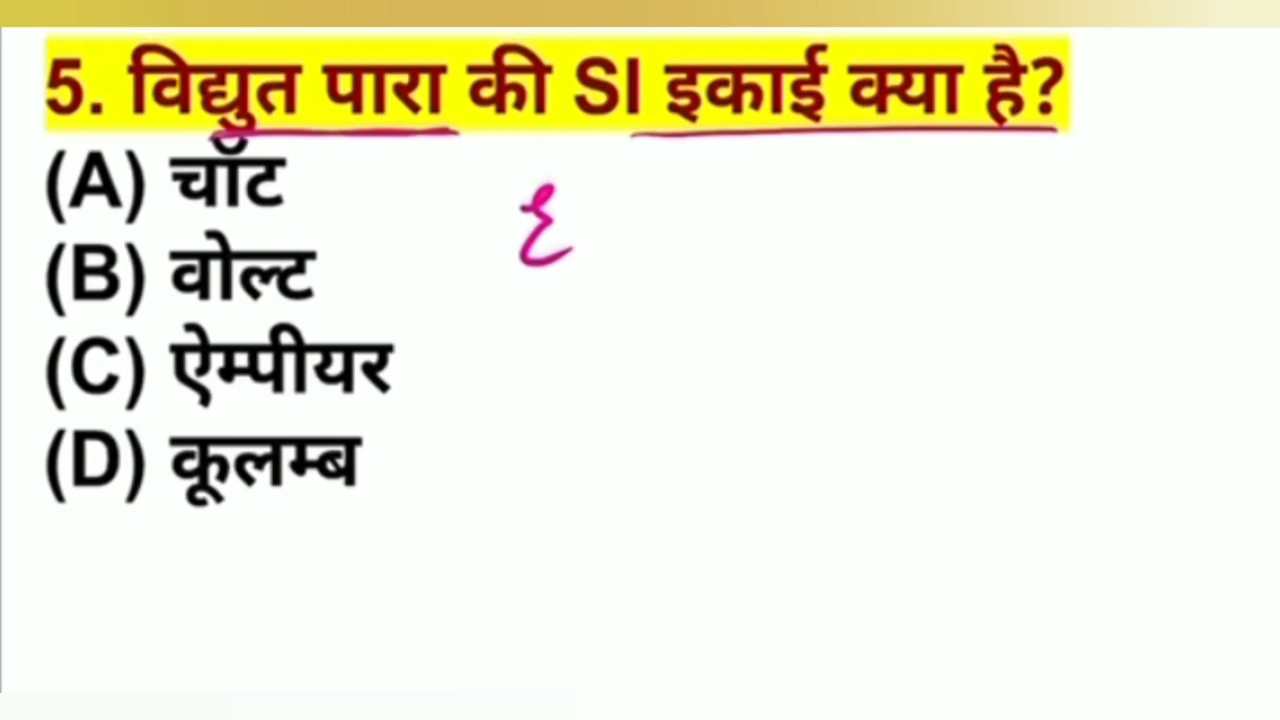 5. विद्युत पारा की SI इकाई क्या है?
(A) चॉट
(B) वोल्ट
(C) ऐम्पीयर
(D) कूलम्ब